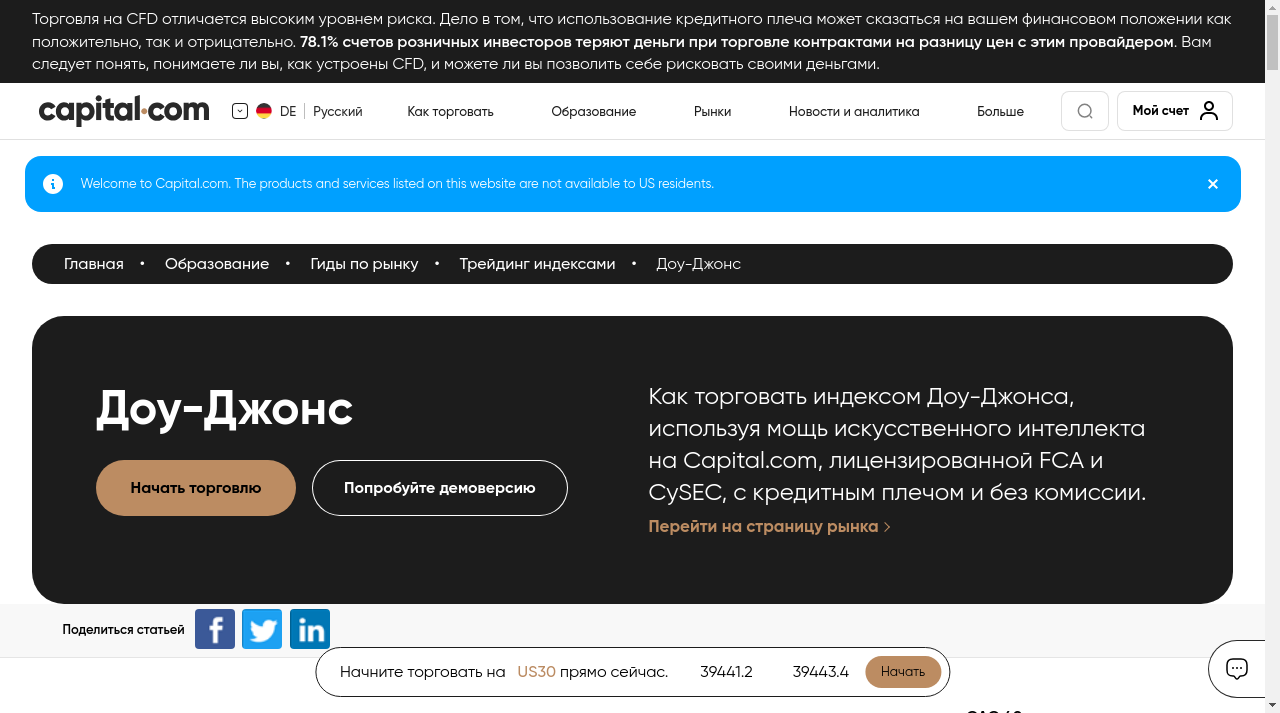 Торговля на CFD отличается высоким уровнем риска. Дело в том, что использование кредитного плеча может сказаться на вашем финансовом положении как
положительно, так и отрицательно. 78.1% счетов розничных инвесторов теряют деньги при торговле контрактами на разницу цен с этим провайдером. Вам
следует понять, понимаете ли вы, как устроены CFD, и можете ли вы позволить себе рисковать своими деньгами.
capital.com DE Русский Как торговать Образование Рынки Новости и аналитика Больше Мой счет
Welcome to Capital.com. The products and services listed on this website are not available to US residents.
Главная • Образование • Гиды по рынку • Трейдинг индексами • Доу-Джонс
Доу-Джонс
Начать торговлю Попробуйте демоверсию
Как торговать индексом Доу-Джонса,
используя мощь искусственного интеллекта
на Capital.com, лицензированной FCA и
CySEC, с кредитным плечом и без комиссии.
Перейти на страницу рынка
Поделиться статьей
Начните торговать на US30 прямо сейчас. 39441.2 39443.4 Начать